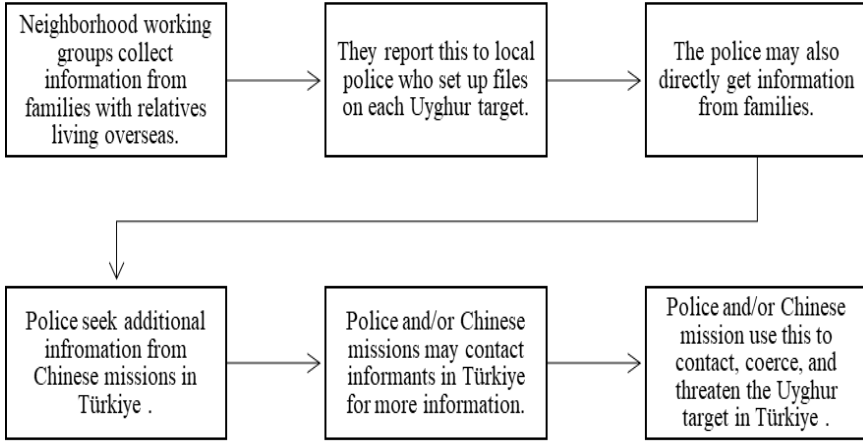 Neighborhood working
groups collect
information from
families with relatives
living overseas.
They report this to local
police who set up files
on each Uyghur target.
The police may also
directly get information
from families.
Police seek additional
infromation from
Chinese missions in
Türkiye .
Police and/or Chinese
missions may contact
informants in Türkiye
for more information.
Police and/or Chinese
mission use this to
contact, coerce, and
threaten the Uyghur
target in Türkiye .